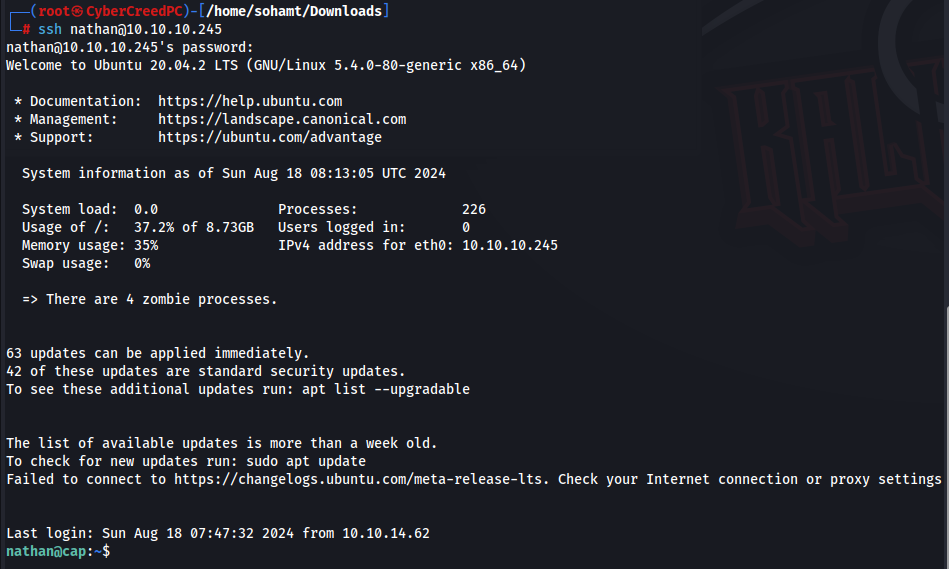 ┌──(root㉿CyberCreedPC)-[/home/sohamt/Downloads]
└─# ssh nathan@10.10.10.245
nathan@10.10.10.245's password:
Welcome to Ubuntu 20.04.2 LTS (GNU/Linux 5.4.0-80-generic x86_64)
* Documentation:  https://help.ubuntu.com
* Management:     https://landscape.canonical.com
* Support:        https://ubuntu.com/advantage
System information as of Sun Aug 18 08:13:05 UTC 2024
System load:  0.0               Processes:             226
Usage of /:   37.2% of 8.73GB   Users logged in:       0
Memory usage: 35%               IPv4 address for eth0: 10.10.10.245
Swap usage:   0%
=> There are 4 zombie processes.
63 updates can be applied immediately.
42 of these updates are standard security updates.
To see these additional updates run: apt list --upgradable
The list of available updates is more than a week old.
To check for new updates run: sudo apt update
Failed to connect to https://changelogs.ubuntu.com/meta-release-lts. Check your Internet connection or proxy settings
Last login: Sun Aug 18 07:47:32 2024 from 10.10.14.62
nathan@cap:~$